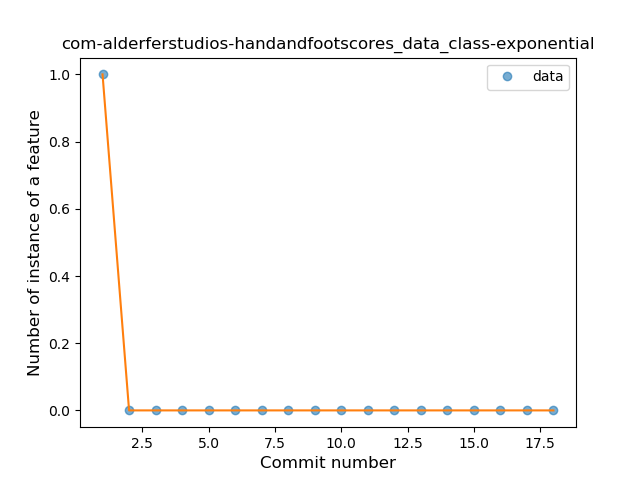 com-alderferstudios-handandfootscores_data_class-exponential
data
Number of instance of a feature
1.0
0.8
0.6
0.4
0.2
0.0
2.5 5.0 7.5 10.0 12.5 15.0 17.5
Commit number